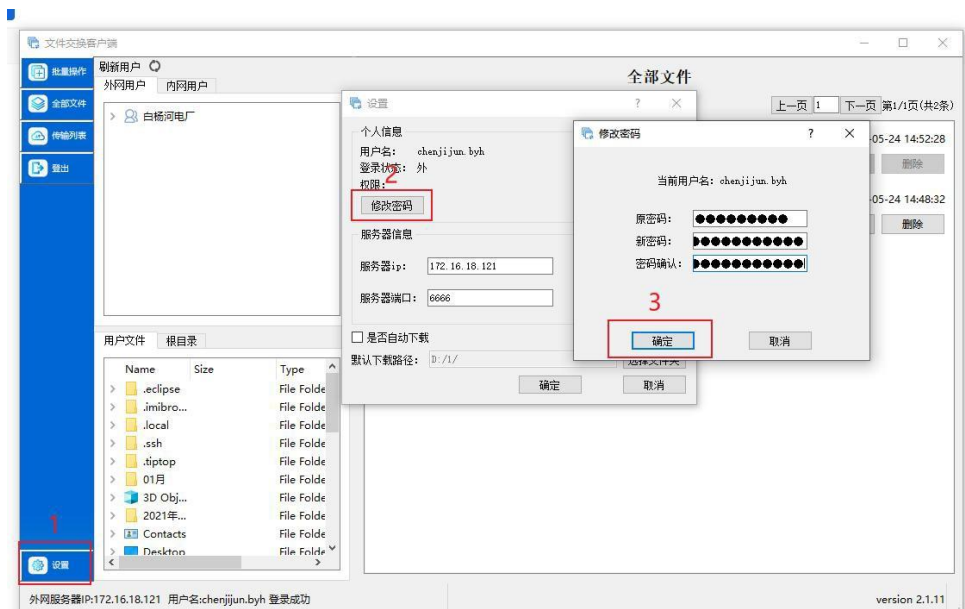 文件交换客户端
批量操作
全部文件
传输列表
登出
设置
1
刷新用户
外网用户 内网用户
白杨河电厂
用户文件 根目录
Name Size Type
.eclipse File Folde
.imibro... File Folde
.local File Folde
.ssh File Folde
.tiptop File Folde
01月 File Folde
3D Obj... File Folde
2021年... File Folde
Contacts File Folde
Desktop File Folde
全部文件
上一页 1 下一页 第1/1页(共2条)
-05-24 14:52:28
删除
-05-24 14:48:32
删除
设置 ? ×
个人信息
用户名: chenjijun.byh
登录状态: 外
权限:
2
修改密码
服务器信息
服务器ip: 172.16.18.121
服务器端口: 6666
是否自动下载
默认下载路径: D:/1/ 选择文件夹
确定 取消
修改密码 ? ×
当前用户名: chenjijun.byh
原密码: ●●●●●●●●●
新密码: ●●●●●●●●●●●
密码确认: ●●●●●●●●●●●
3
确定 取消
外网服务器IP:172.16.18.121 用户名:chenjijun.byh 登录成功
version 2.1.11